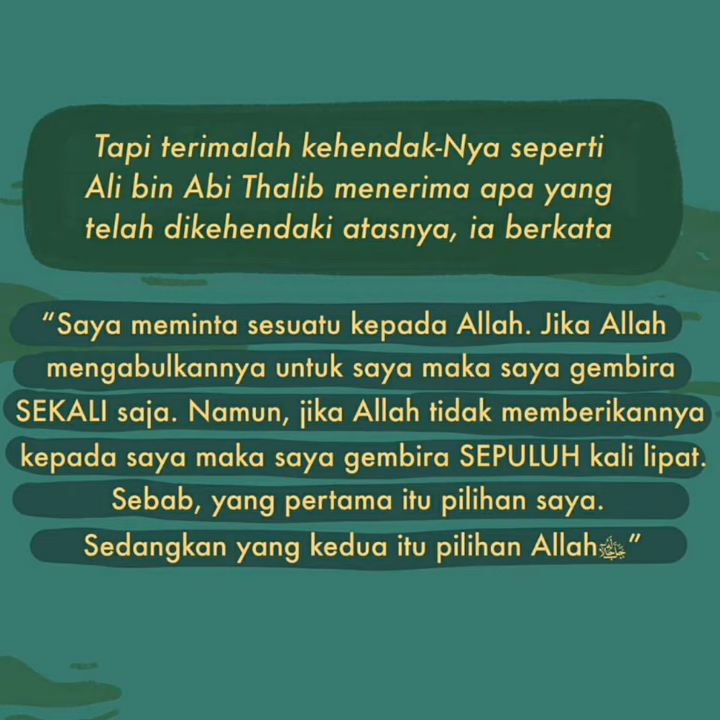 Tapi terimalah kehendak-Nya seperti
Ali bin Abi Thalib menerima apa yang
telah dikehendaki atasnya, ia berkata
“Saya meminta sesuatu kepada Allah. Jika Allah
mengabulkannya untuk saya maka saya gembira
SEKALI saja. Namun, jika Allah tidak memberikannya
kepada saya maka saya gembira SEPULUH kali lipat.
Sebab, yang pertama itu pilihan saya.
Sedangkan yang kedua itu pilihan Allahﷻ”